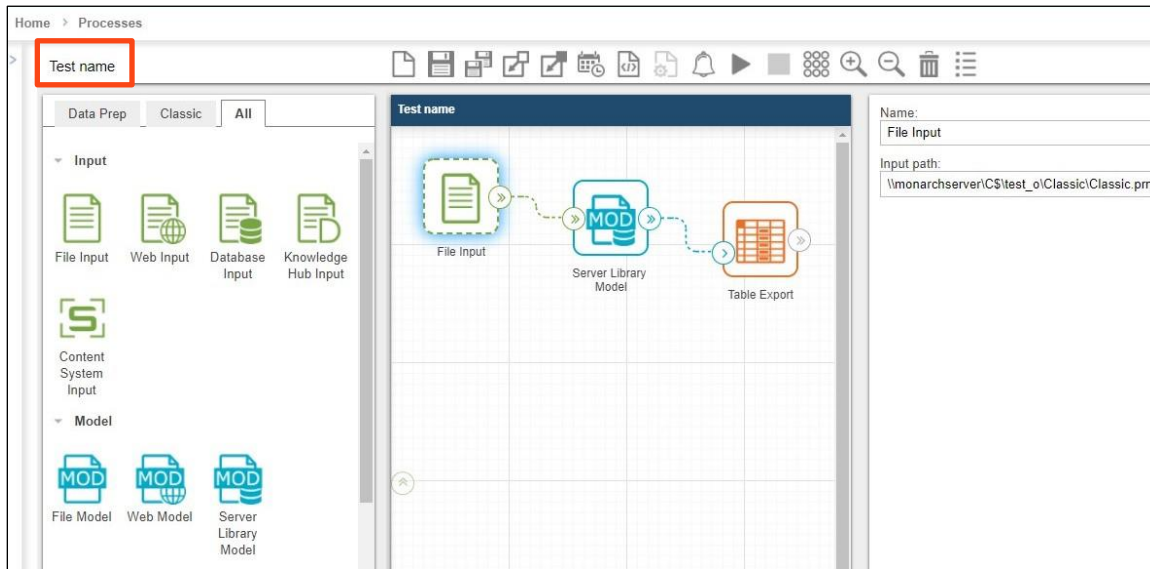 Home > Processes
Test name
Data Prep Classic All
Input
File Input
Web Input
Database
Input
Knowledge
Hub Input
Content
System
Input
Model
MOD
File Model
MOD
Web Model
MOD
Server
Library
Model
Test name
File Input
MOD
Server Library
Model
Table Export
Name:
File Input
Input path:
\\monarchserver\C$\test_o\Classic\Classic.prn